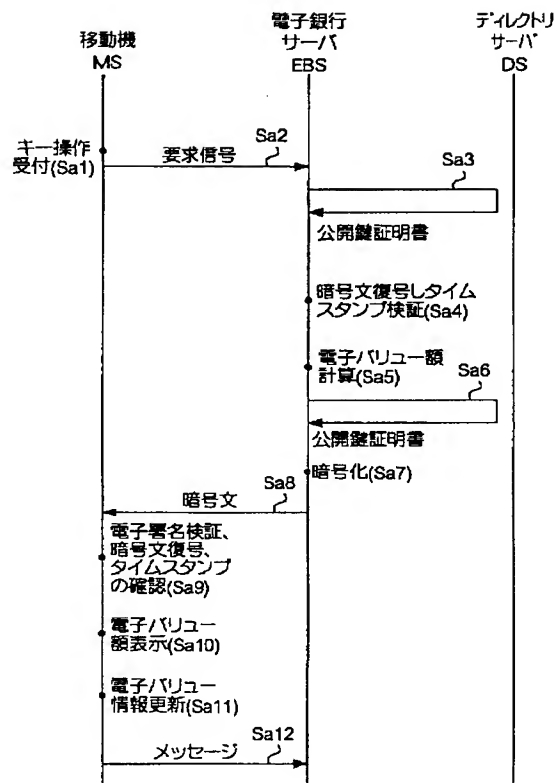 移動機
MS
電子銀行
サーバ
EBS
ディレクトリ
サーバ
DS
キー操作
受付(Sa1)
要求信号
Sa2
Sa3
公開鍵証明書
暗号文復号しタイム
スタンプ検証(Sa4)
電子バリュー額
計算(Sa5)
Sa6
公開鍵証明書
暗号化(Sa7)
Sa8
暗号文
電子署名検証、
暗号文復号、
タイムスタンプ
の確認(Sa9)
電子バリュー
額表示(Sa10)
電子バリュー
情報更新(Sa11)
Sa12
メッセージ